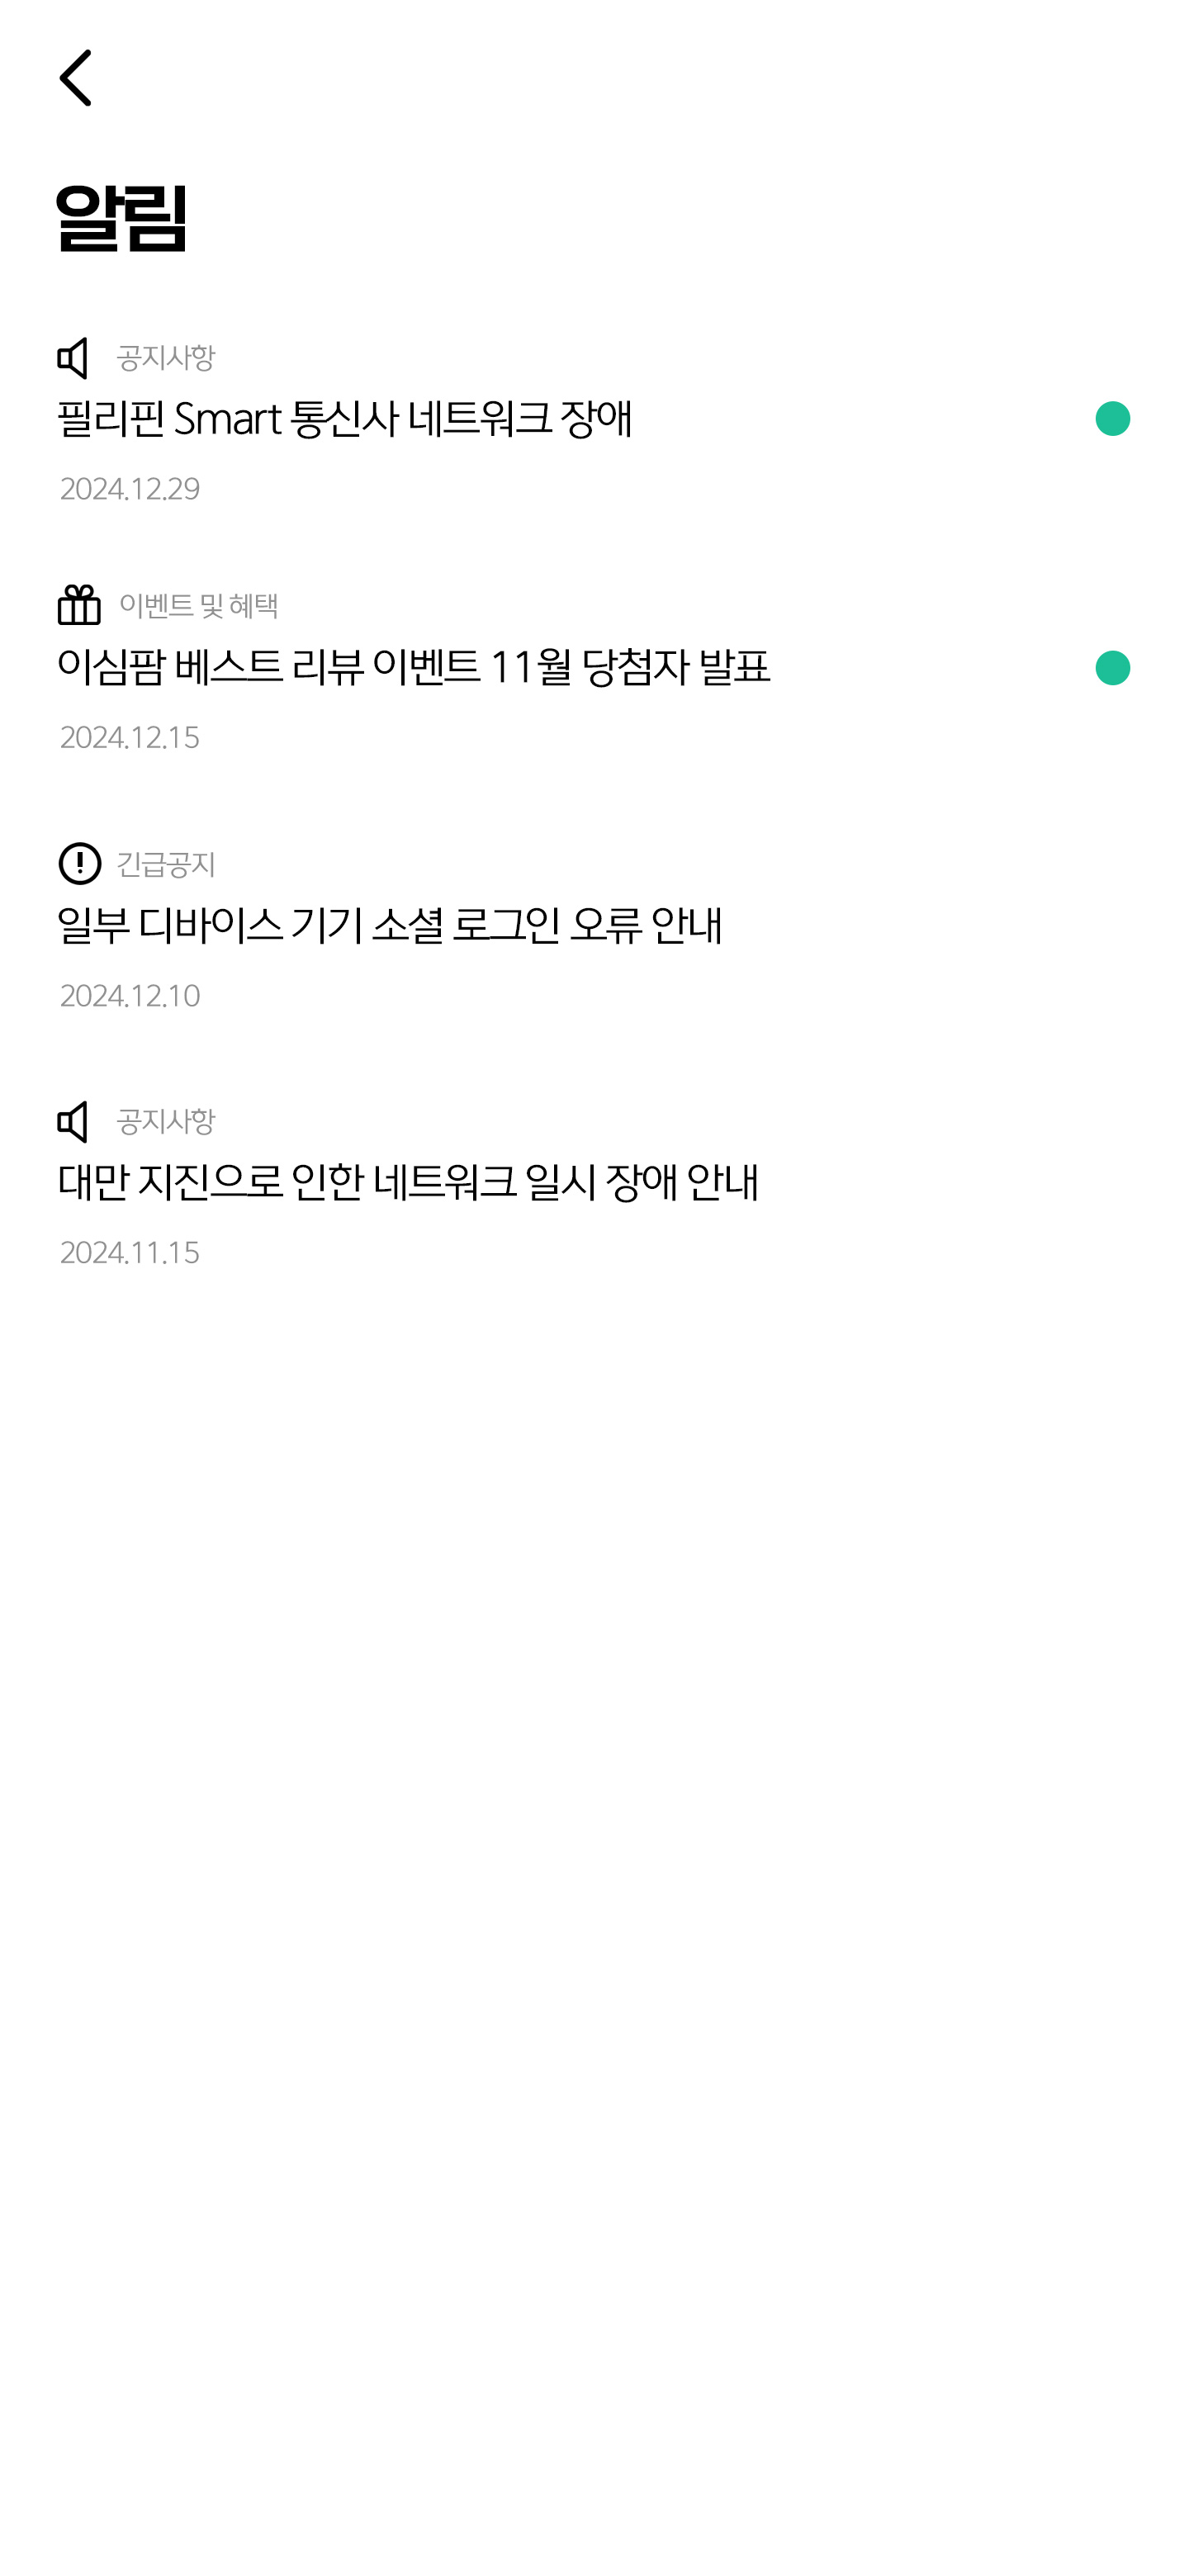 알림
공지사항
필리핀 Smart 통신사 네트워크 장애
2024.12.29
이벤트 및 혜택
이심팜 베스트 리뷰 이벤트 11월 당첨자 발표
2024.12.15
긴급공지
일부 디바이스 기기 소셜 로그인 오류 안내
2024.12.10
공지사항
대만 지진으로 인한 네트워크 일시 장애 안내
2024.11.15